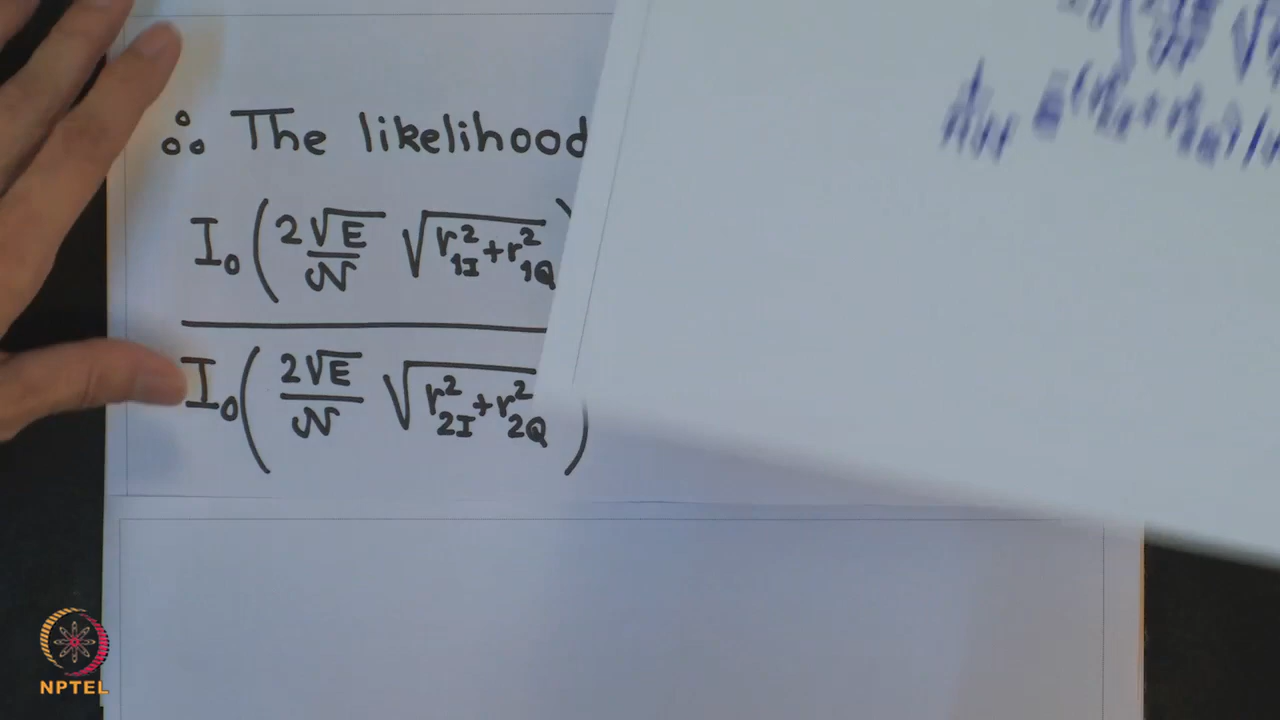 ∴ The likelihood
I₀(2√E/𝒩 √(r²₁I + r²₁Q)
I₀(2√E/𝒩 √(r²₂I + r²₂Q))
NPTEL